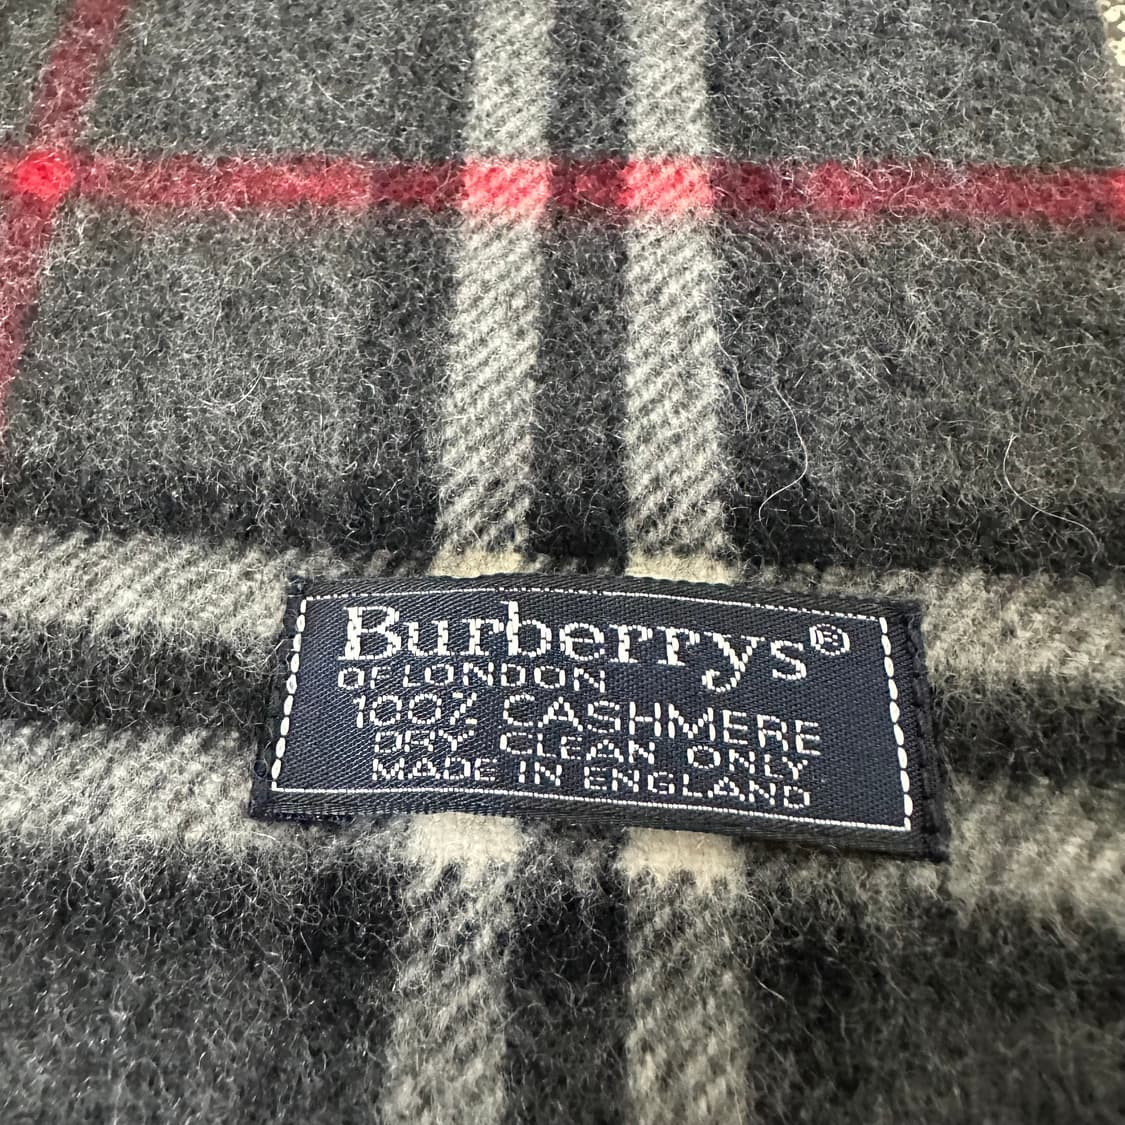 Burberrys®
OF LONDON
100% CASHMERE
DRY CLEAN ONLY
MADE IN ENGLAND